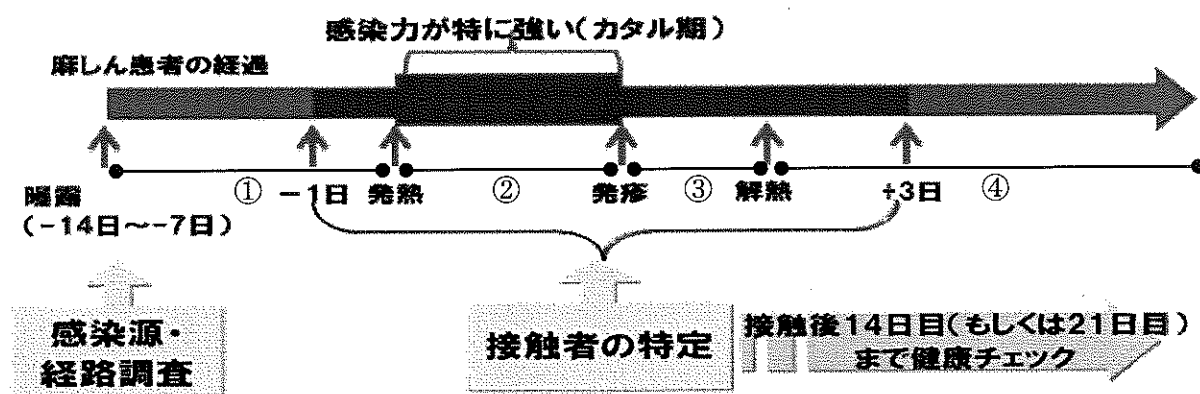 感染力が特に強い(カタル期)
麻しん患者の経過
① ② ③ ④
曝露 −1日 発熱 発疹 解熱 +3日
(−14日~−7日)
感染源・
経路調査
接触者の特定
接触後14日目(もしくは21日目)
まで健康チェック